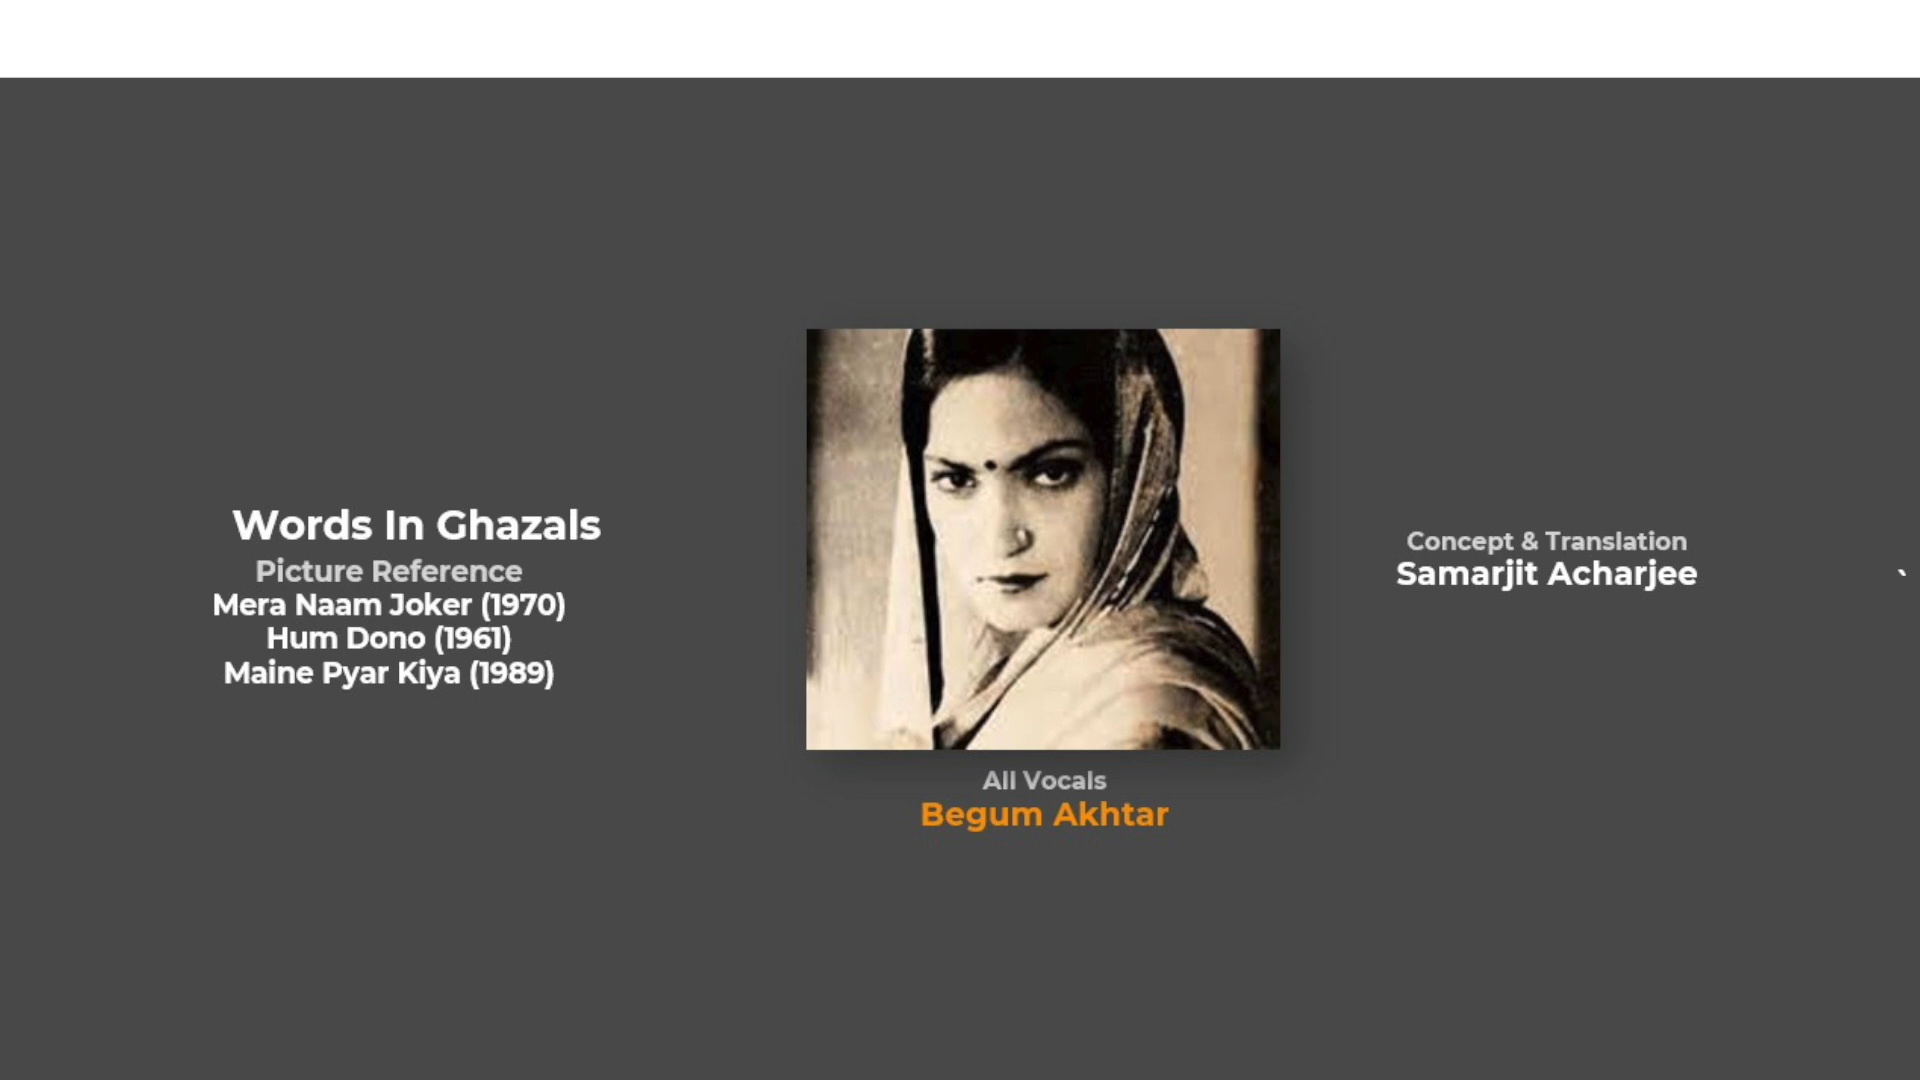 Words In Ghazals
Picture Reference
Mera Naam Joker (1970)
Hum Dono (1961)
Maine Pyar Kiya (1989)
All Vocals
Begum Akhtar
Concept & Translation
Samarjit Acharjee